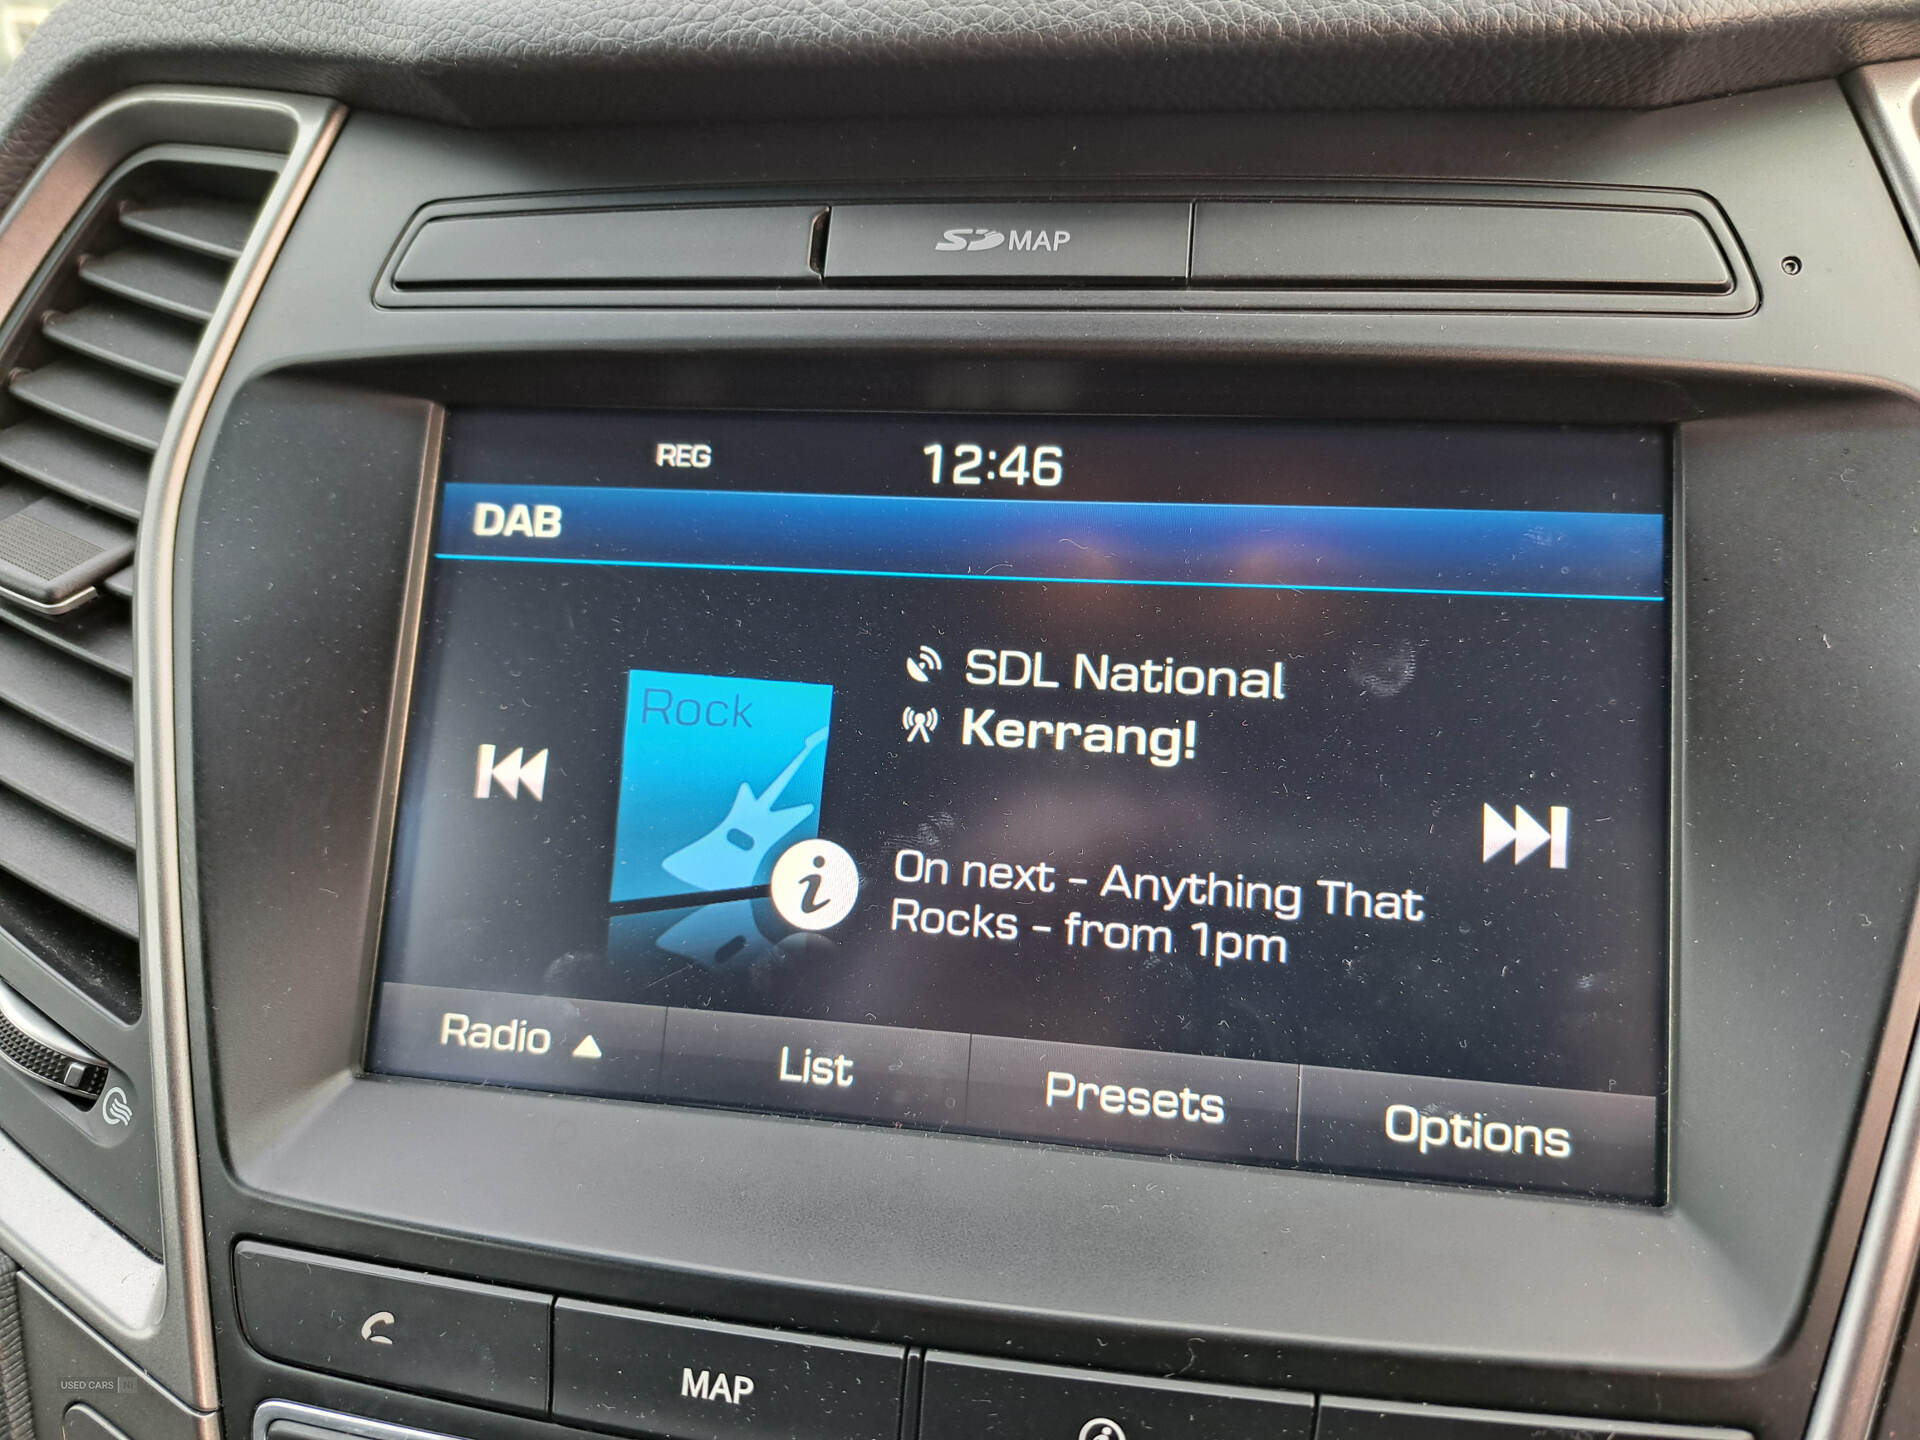 SD MAP
REG 12:46
DAB
Rock
SDL National
Kerrang!
On next - Anything That
Rocks - from 1pm
Radio ▲ List Presets Options
MAP
USED CARS NI